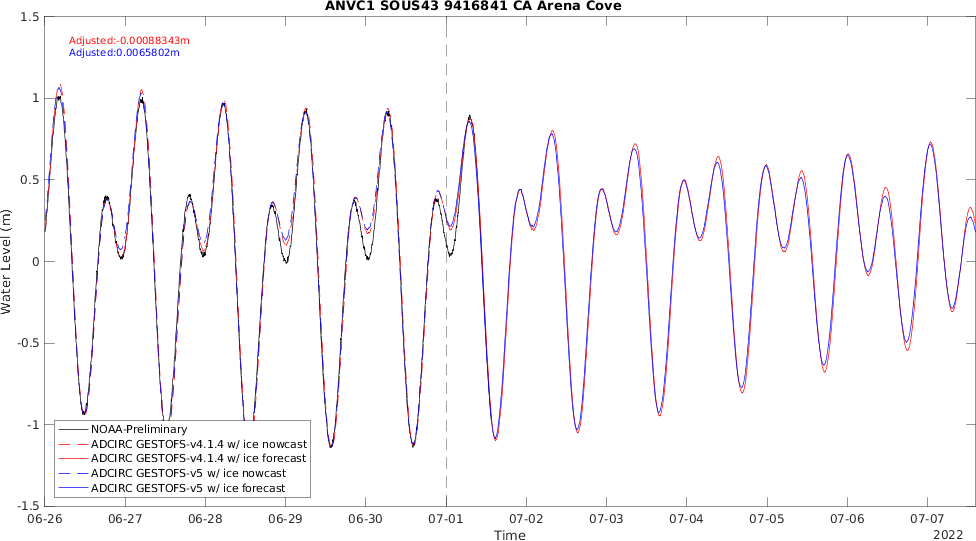 ANVC1 SOUS43 9416841 CA Arena Cove
1.5
Adjusted:-0.00088343m
Adjusted:0.0065802m
1
0.5
0
-0.5
-1
-1.5
Water Level (m)
NOAA-Preliminary
ADCIRC GESTOFS-v4.1.4 w/ ice nowcast
ADCIRC GESTOFS-v4.1.4 w/ ice forecast
ADCIRC GESTOFS-v5 w/ ice nowcast
ADCIRC GESTOFS-v5 w/ ice forecast
06-26 06-27 06-28 06-29 06-30 07-01 07-02 07-03 07-04 07-05 07-06 07-07
Time
2022